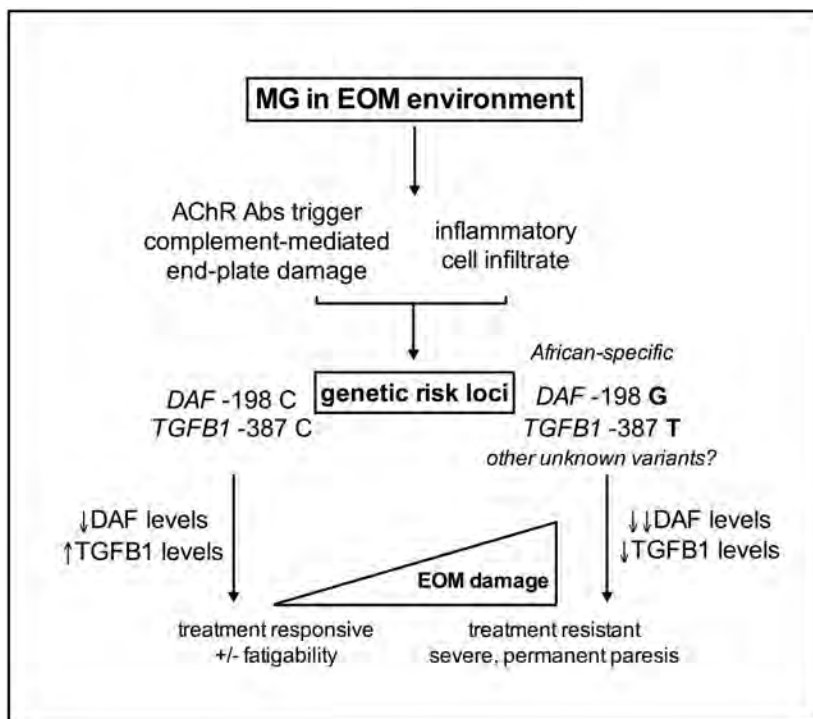 MG in EOM environment
AChR Abs trigger
complement-mediated
end-plate damage
inflammatory
cell infiltrate
African-specific
genetic risk loci
DAF -198 C
TGFB1 -387 C
DAF -198 G
TGFB1 -387 T
other unknown variants?
↓DAF levels
↑TGFB1 levels
↓↓DAF levels
↓TGFB1 levels
EOM damage
treatment responsive
+/- fatigability
treatment resistant
severe, permanent paresis